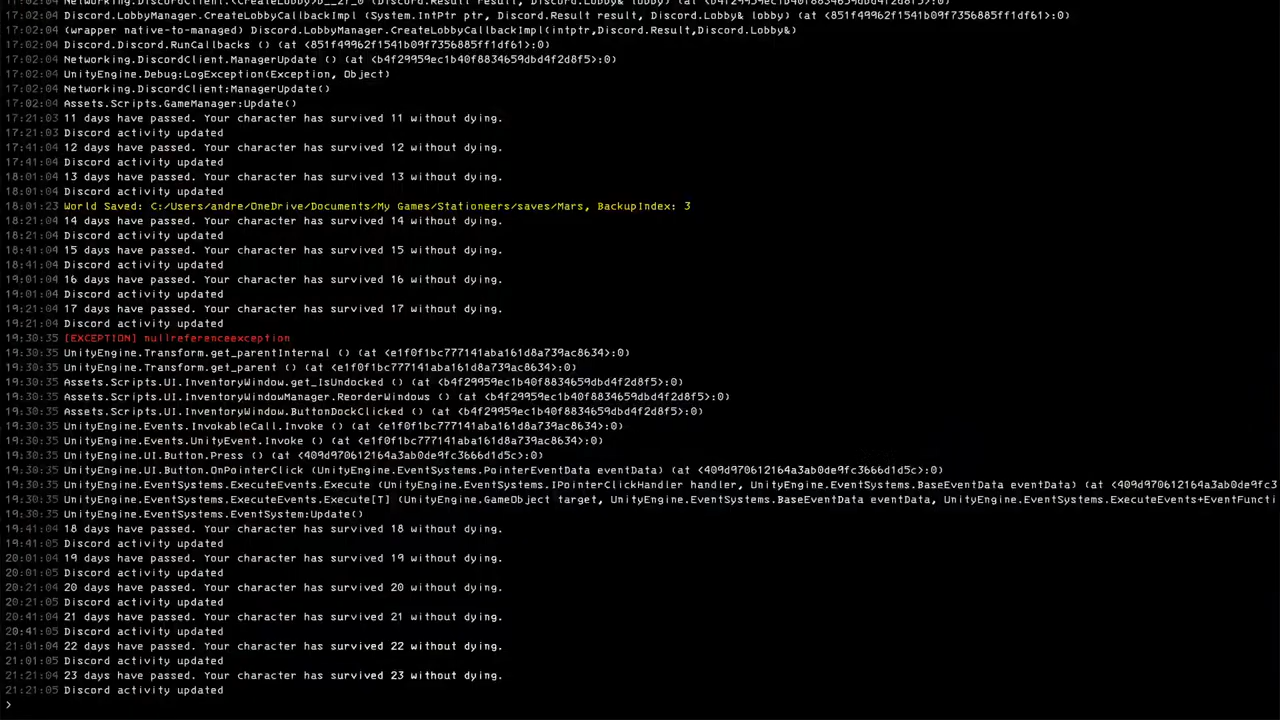 17:02:04 Discord.LobbyManager.CreateLobbyCallbackImpl (System.IntPtr ptr, Discord.Result result, Discord.Lobby& lobby) (at <851f49962f1541b09f7356885ff1df61>:0)
17:02:04 (wrapper native-to-managed) Discord.LobbyManager.CreateLobbyCallbackImpl(intptr,Discord.Result,Discord.Lobby&)
17:02:04 Discord.Discord.RunCallbacks () (at <851f49962f1541b09f7356885ff1df61>:0)
17:02:04 Networking.DiscordClient.ManagerUpdate () (at <b4f29959ec1b40f8834659dbd4f2d8f5>:0)
17:02:04 UnityEngine.Debug:LogException(Exception, Object)
17:02:04 Networking.DiscordClient:ManagerUpdate()
17:02:04 Assets.Scripts.GameManager:Update()
17:21:03 11 days have passed. Your character has survived 11 without dying.
17:21:03 Discord activity updated
17:41:04 12 days have passed. Your character has survived 12 without dying.
17:41:04 Discord activity updated
18:01:04 13 days have passed. Your character has survived 13 without dying.
18:01:04 Discord activity updated
18:01:23 World Saved: C:/Users/andre/OneDrive/Documents/My Games/Stationeers/saves/Mars, BackupIndex: 3
18:21:04 14 days have passed. Your character has survived 14 without dying.
18:21:04 Discord activity updated
18:41:04 15 days have passed. Your character has survived 15 without dying.
18:41:04 Discord activity updated
19:01:04 16 days have passed. Your character has survived 16 without dying.
19:01:04 Discord activity updated
19:21:04 17 days have passed. Your character has survived 17 without dying.
19:21:04 Discord activity updated
19:30:35 [EXCEPTION] nullreferenceexception
19:30:35 UnityEngine.Transform.get_parentInternal () (at <e1f0f1bc777141aba161d8a739ac8634>:0)
19:30:35 UnityEngine.Transform.get_parent () (at <e1f0f1bc777141aba161d8a739ac8634>:0)
19:30:35 Assets.Scripts.UI.InventoryWindow.get_IsUndocked () (at <b4f29959ec1b40f8834659dbd4f2d8f5>:0)
19:30:35 Assets.Scripts.UI.InventoryWindowManager.ReorderWindows () (at <b4f29959ec1b40f8834659dbd4f2d8f5>:0)
19:30:35 Assets.Scripts.UI.InventoryWindow.ButtonDockClicked () (at <b4f29959ec1b40f8834659dbd4f2d8f5>:0)
19:30:35 UnityEngine.Events.InvokableCall.Invoke () (at <e1f0f1bc777141aba161d8a739ac8634>:0)
19:30:35 UnityEngine.Events.UnityEvent.Invoke () (at <e1f0f1bc777141aba161d8a739ac8634>:0)
19:30:35 UnityEngine.UI.Button.Press () (at <409d970612164a3ab0de9fc3666d1d5c>:0)
19:30:35 UnityEngine.UI.Button.OnPointerClick (UnityEngine.EventSystems.PointerEventData eventData) (at <409d970612164a3ab0de9fc3666d1d5c>:0)
19:30:35 UnityEngine.EventSystems.ExecuteEvents.Execute (UnityEngine.EventSystems.IPointerClickHandler handler, UnityEngine.EventSystems.BaseEventData eventData) (at <409d970612164a3ab0de9fc3
19:30:35 UnityEngine.EventSystems.ExecuteEvents.Execute[T] (UnityEngine.GameObject target, UnityEngine.EventSystems.BaseEventData eventData, UnityEngine.EventSystems.ExecuteEvents+EventFuncti
19:30:35 UnityEngine.EventSystems.EventSystem:Update()
19:41:04 18 days have passed. Your character has survived 18 without dying.
19:41:05 Discord activity updated
20:01:04 19 days have passed. Your character has survived 19 without dying.
20:01:05 Discord activity updated
20:21:04 20 days have passed. Your character has survived 20 without dying.
20:21:05 Discord activity updated
20:41:04 21 days have passed. Your character has survived 21 without dying.
20:41:05 Discord activity updated
21:01:04 22 days have passed. Your character has survived 22 without dying.
21:01:05 Discord activity updated
21:21:04 23 days have passed. Your character has survived 23 without dying.
21:21:05 Discord activity updated
>